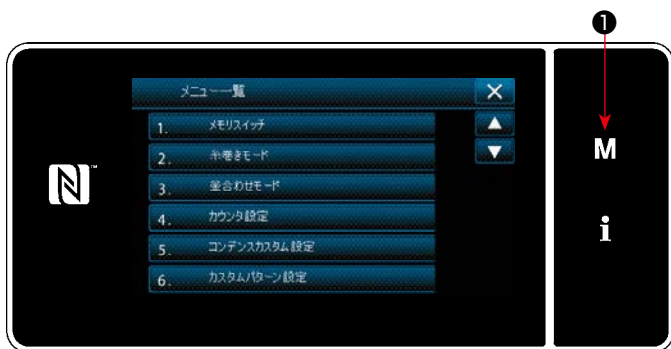 ❶
メニュー一覧
1. メモリスイッチ
2. 糸巻きモード
3. 釜合わせモード
4. カウンタ設定
5. コンデンスカスタム設定
6. カスタムパターン設定
N
M
i